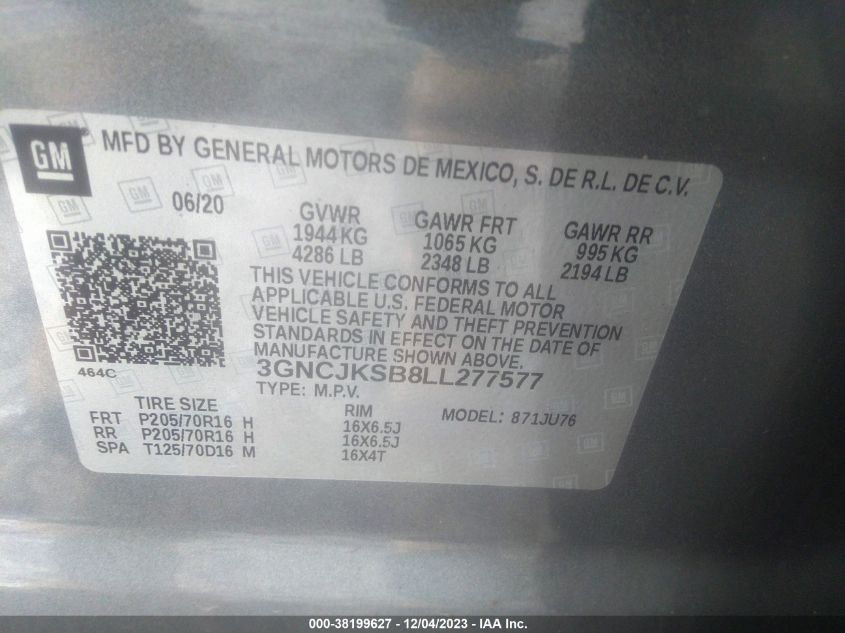 GM ®
MFD BY GENERAL MOTORS DE MEXICO, S. DE R.L. DE C.V.
06/20
GVWR GAWR FRT GAWR RR
1944 KG 1065 KG 995 KG
4286 LB 2348 LB 2194 LB
THIS VEHICLE CONFORMS TO ALL
APPLICABLE U.S. FEDERAL MOTOR
VEHICLE SAFETY AND THEFT PREVENTION
STANDARDS IN EFFECT ON THE DATE OF
MANUFACTURE SHOWN ABOVE.
464C
3GNCJKSB8LL277577
TYPE: M.P.V.
TIRE SIZE RIM MODEL: 871JU76
FRT P205/70R16 H 16X6.5J
RR P205/70R16 H 16X6.5J
SPA T125/70D16 M 16X4T
000-38199627 - 12/04/2023 - IAA Inc.